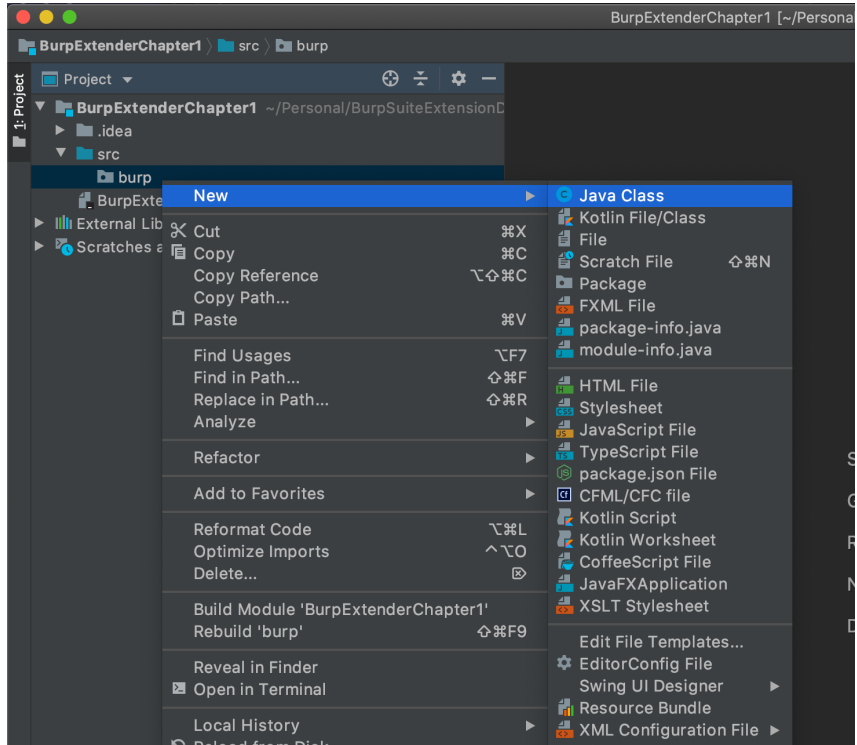 BurpExtenderChapter1 [~/Persona
BurpExtenderChapter1 src burp
1: Project
Project
BurpExtenderChapter1 ~/Personal/BurpSuiteExtensionD
.idea
src
burp
BurpExte
External Lib
Scratches a
New
Cut ⌘X
Copy ⌘C
Copy Reference ⌥⇧⌘C
Copy Path...
Paste ⌘V
Find Usages ⌥F7
Find in Path... ⇧⌘F
Replace in Path... ⇧⌘R
Analyze
Refactor
Add to Favorites
Reformat Code ⌥⌘L
Optimize Imports ^⌥O
Delete... ⌦
Build Module 'BurpExtenderChapter1'
Rebuild 'burp' ⇧⌘F9
Reveal in Finder
Open in Terminal
Local History
Reload from Disk
Java Class
Kotlin File/Class
File
Scratch File ⇧⌘N
Package
FXML File
package-info.java
module-info.java
HTML File
Stylesheet
JavaScript File
TypeScript File
package.json File
CFML/CFC file
Kotlin Script
Kotlin Worksheet
CoffeeScript File
JavaFXApplication
XSLT Stylesheet
Edit File Templates...
EditorConfig File
Swing UI Designer
Resource Bundle
XML Configuration File